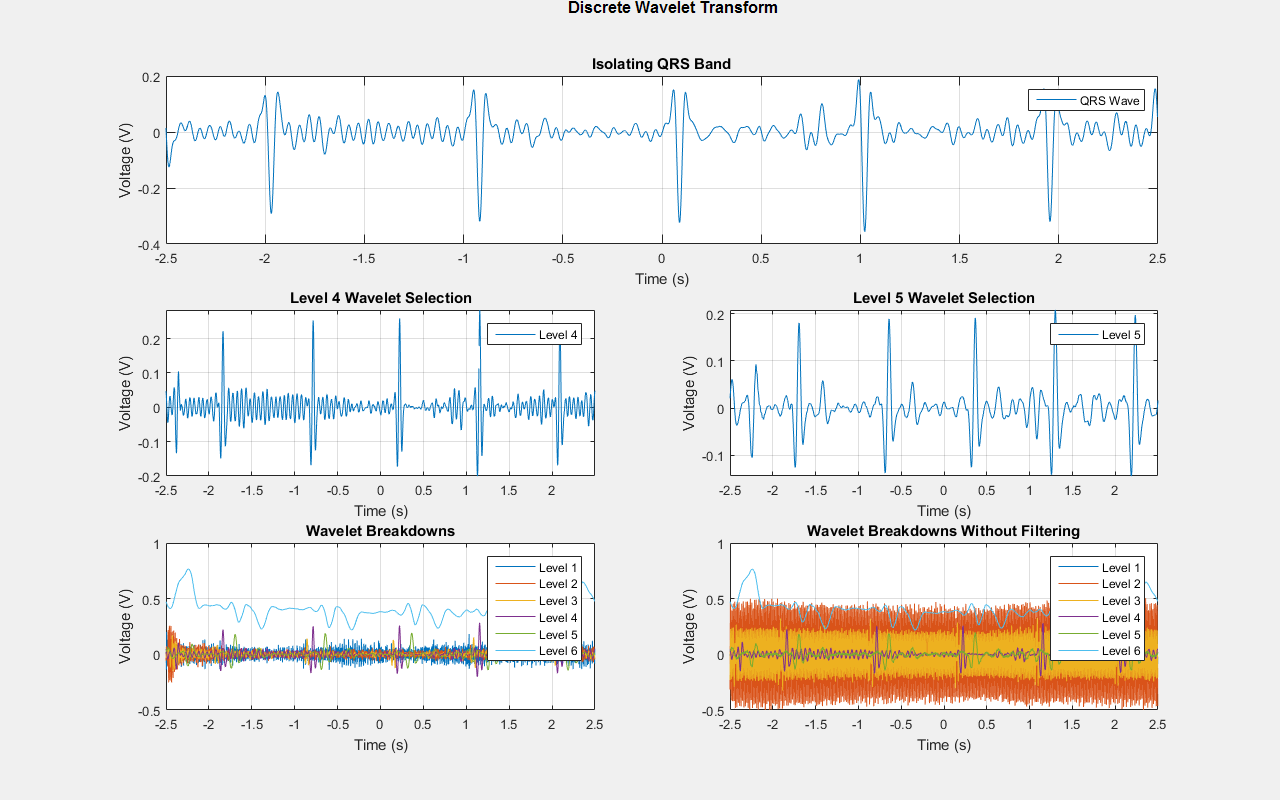 Discrete Wavelet Transform
Isolating QRS Band
Voltage (V)
0.2
0
-0.2
-0.4
QRS Wave
-2.5 -2 -1.5 -1 -0.5 0 0.5 1 1.5 2 2.5
Time (s)
Level 4 Wavelet Selection
Voltage (V)
0.2
0.1
0
-0.1
-0.2
Level 4
-2.5 -2 -1.5 -1 -0.5 0 0.5 1 1.5 2
Time (s)
Level 5 Wavelet Selection
Voltage (V)
0.2
0.1
0
-0.1
Level 5
-2.5 -2 -1.5 -1 -0.5 0 0.5 1 1.5 2 2.5
Time (s)
Wavelet Breakdowns
Voltage (V)
1
0.5
0
-0.5
Level 1
Level 2
Level 3
Level 4
Level 5
Level 6
-2.5 -2 -1.5 -1 -0.5 0 0.5 1 1.5 2 2.5
Time (s)
Wavelet Breakdowns Without Filtering
Voltage (V)
1
0.5
0
-0.5
Level 1
Level 2
Level 3
Level 4
Level 5
Level 6
-2.5 -2 -1.5 -1 -0.5 0 0.5 1 1.5 2 2.5
Time (s)